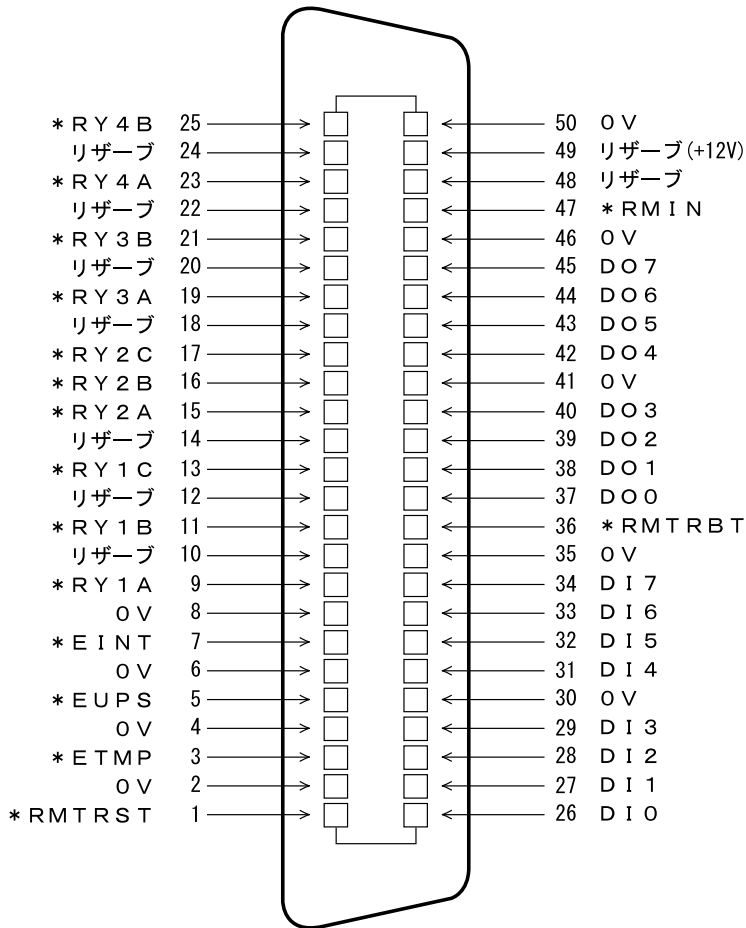 *RY4B 25 50 0V
リザーブ 24 49 リザーブ(+12V)
*RY4A 23 48 リザーブ
リザーブ 22 47 *RMIN
*RY3B 21 46 0V
リザーブ 20 45 DO7
*RY3A 19 44 DO6
リザーブ 18 43 DO5
*RY2C 17 42 DO4
*RY2B 16 41 0V
*RY2A 15 40 DO3
リザーブ 14 39 DO2
*RY1C 13 38 DO1
リザーブ 12 37 DO0
*RY1B 11 36 *RMTRBT
リザーブ 10 35 0V
*RY1A 9 34 DI7
0V 8 33 DI6
*EINT 7 32 DI5
0V 6 31 DI4
*EUPS 5 30 0V
0V 4 29 DI3
*ETMP 3 28 DI2
0V 2 27 DI1
*RMTRST 1 26 DI0